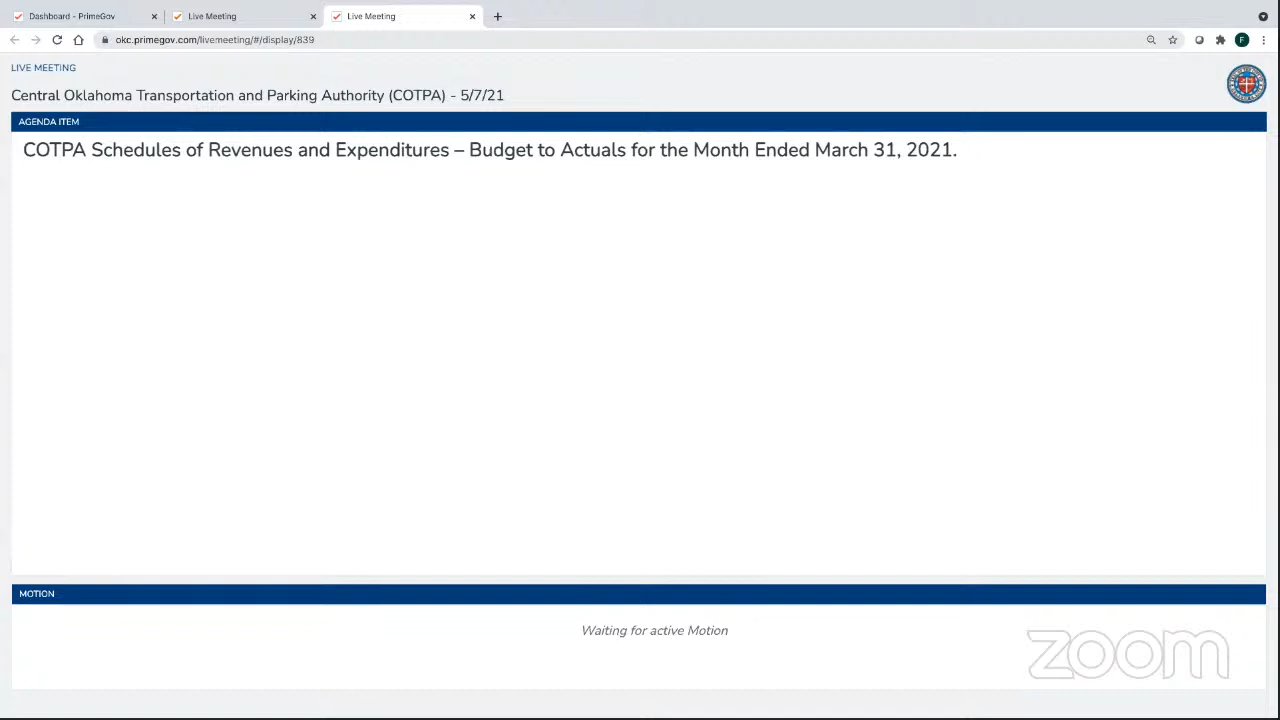 Dashboard - PrimeGov
Live Meeting
Live Meeting
okc.primegov.com/livemeeting/#/display/839
F
LIVE MEETING
Central Oklahoma Transportation and Parking Authority (COTPA) - 5/7/21
AGENDA ITEM
COTPA Schedules of Revenues and Expenditures – Budget to Actuals for the Month Ended March 31, 2021.
MOTION
Waiting for active Motion
zoom